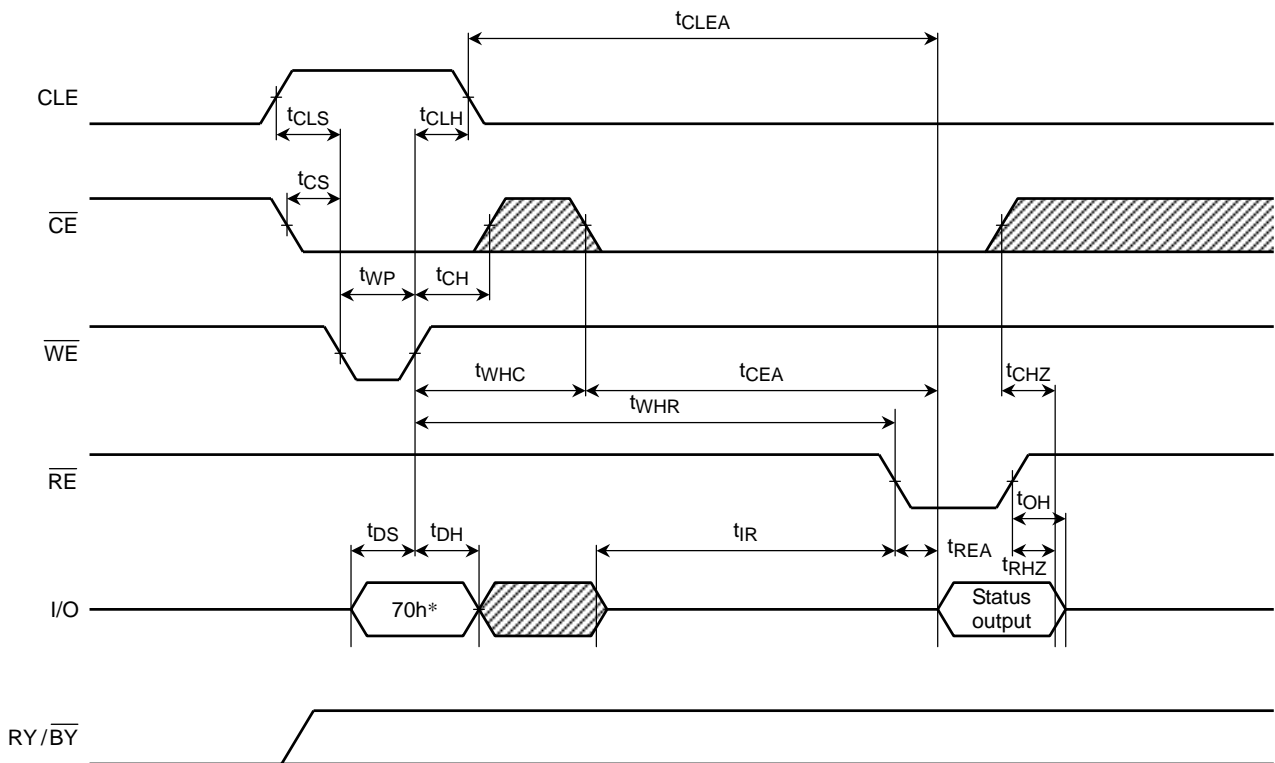 tCLEA
CLE
tCLS
tCLH
tCS
CE
tWP
tCH
WE
tWHC
tCEA
tCHZ
tWHR
RE
tOH
tDS
tDH
tIR
tREA
tRHZ
I/O
70h*
Status
output
RY/BY